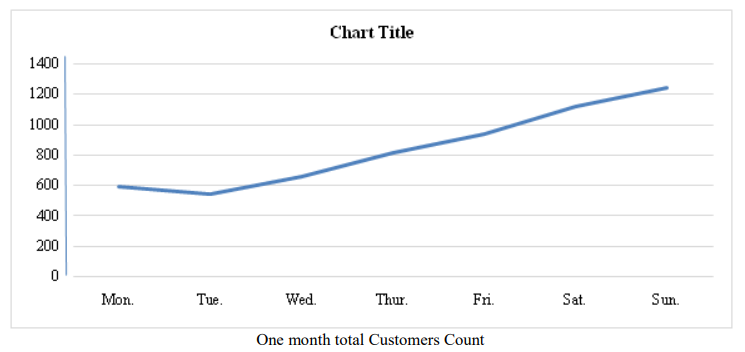 Chart Title
1400
1200
1000
800
600
400
200
0
Mon. Tue. Wed. Thur. Fri. Sat. Sun.
One month total Customers Count